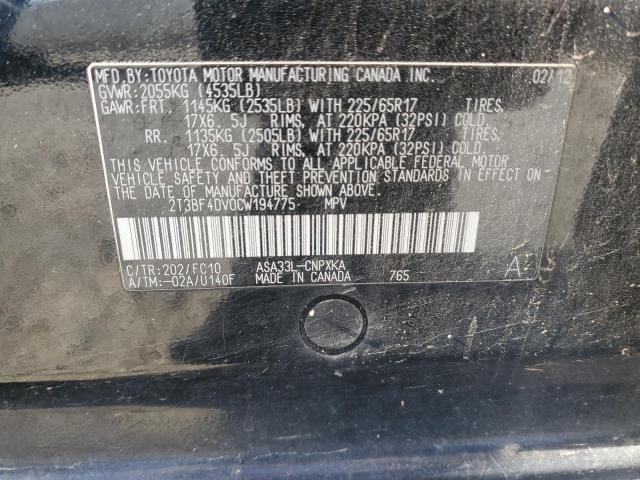 MFD.BY:TOYOTA MOTOR MANUFACTURING CANADA INC. 02/12
GVWR:2055KG (4535LB)
GAWR:FRT. 1145KG (2535LB) WITH 225/65R17 TIRES,
17X6.5J RIMS, AT 220KPA (32PSI) COLD.
RR. 1135KG (2505LB) WITH 225/65R17 TIRES,
17X6.5J RIMS, AT 220KPA (32PSI) COLD.
THIS VEHICLE CONFORMS TO ALL APPLICABLE FEDERAL MOTOR
VEHICLE SAFETY AND THEFT PREVENTION STANDARDS IN EFFECT ON
THE DATE OF MANUFACTURE SHOWN ABOVE.
2T3BF4DV0CW194775 MPV
C/TR:202/FC10 ASA33L-CNPXKA A
A/TM:-02A/U140F MADE IN CANADA 765